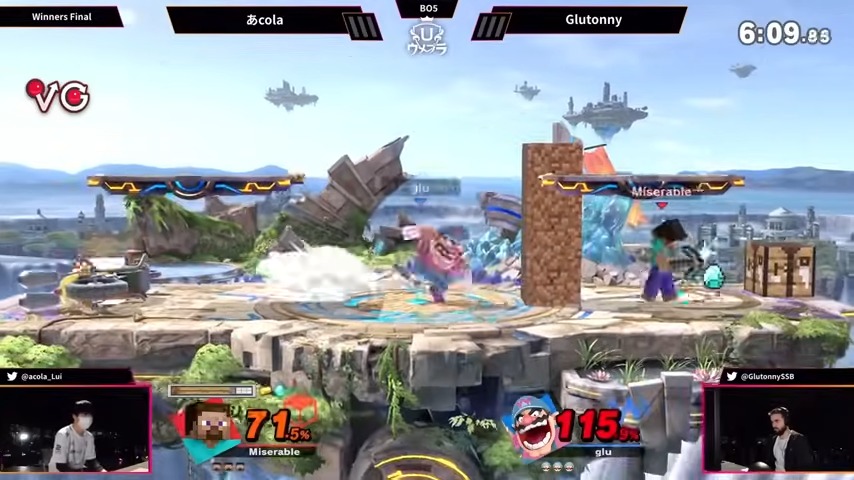 Winners Final
あcola
BO5
Glutonny
U
ウメブラ
6:09.85
VG
glu
Miserable
@acola_Lui
@GlutonnySSB
71.5%
Miserable
115.9%
glu